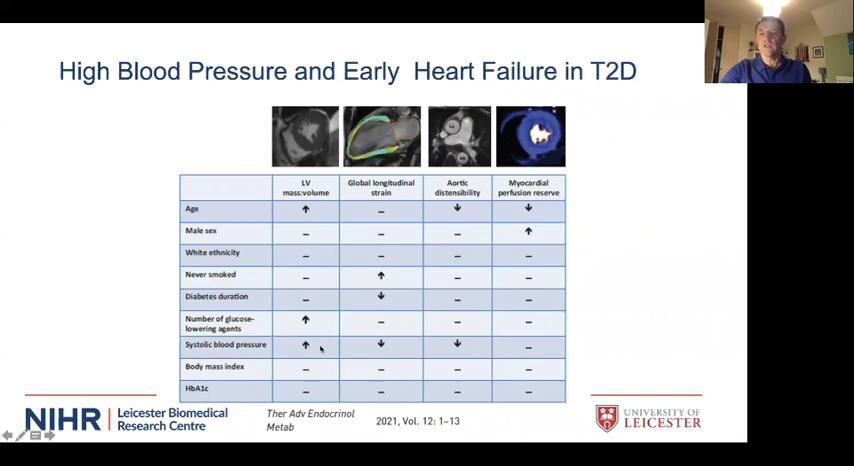 High Blood Pressure and Early Heart Failure in T2D
LV mass:volume
Global longitudinal strain
Aortic distensibility
Myocardial perfusion reserve
Age ↑ – ↓ ↓
Male sex – – – ↑
White ethnicity – – – –
Never smoked – ↑ – –
Diabetes duration – ↓ – –
Number of glucose-lowering agents ↑ – – –
Systolic blood pressure ↑ ↓ ↓ –
Body mass index – – – –
HbA1c – – – –
NIHR | Leicester Biomedical
Research Centre
Ther Adv Endocrinol
Metab
2021, Vol. 12: 1–13
UNIVERSITY OF
LEICESTER